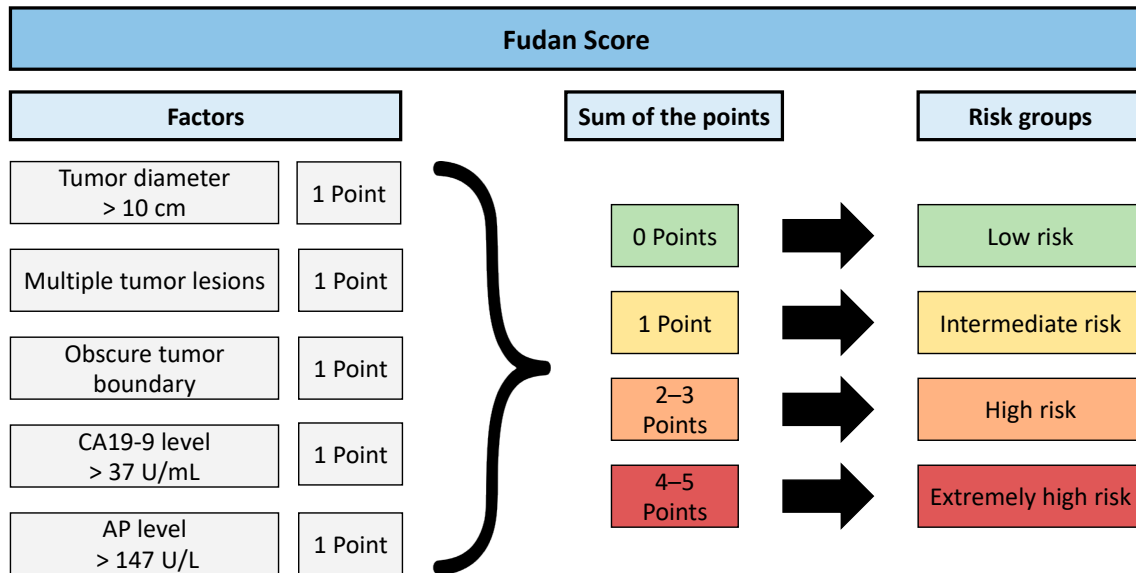 Fudan Score
Factors
Sum of the points
Risk groups
Tumor diameter
> 10 cm
1 Point
Multiple tumor lesions
1 Point
Obscure tumor
boundary
1 Point
CA19-9 level
> 37 U/mL
1 Point
AP level
> 147 U/L
1 Point
0 Points
Low risk
1 Point
Intermediate risk
2–3
Points
High risk
4–5
Points
Extremely high risk